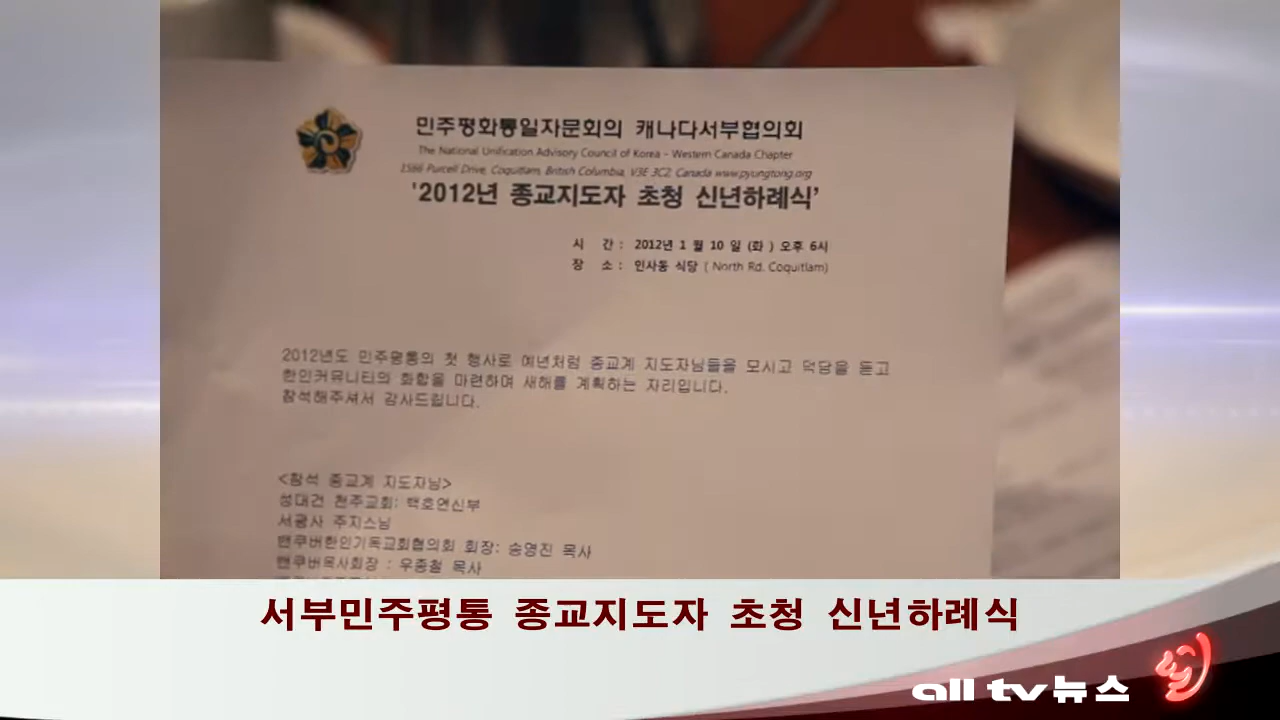 민주평화통일자문회의 캐나다서부협의회
The National Unification Advisory Council of Korea - Western Canada Chapter
1566 Purcell Drive, Coquitlam, British Columbia, V3E 3C2, Canada www.pyungtong.org
'2012년 종교지도자 초청 신년하례식'
시 간 : 2012년 1 월 10 일 (화 ) 오후 6시
장 소 : 인사동 식당 ( North Rd. Coquitlam)
2012년도 민주평통의 첫 행사로 예년처럼 종교계 지도자님들을 모시고 덕담을 듣고
한인커뮤니티의 화합을 마련하며 새해를 계획하는 자리입니다.
참석해주셔서 감사드립니다.
<참석 종교계 지도자님>
성대건 천주교회: 백호연신부
서광사 주지스님
밴쿠버한인기독교회협의회 회장: 송영진 목사
밴쿠버목사회장 : 우종철 목사
서부민주평통 종교지도자 초청 신년하례식
all tv 뉴스